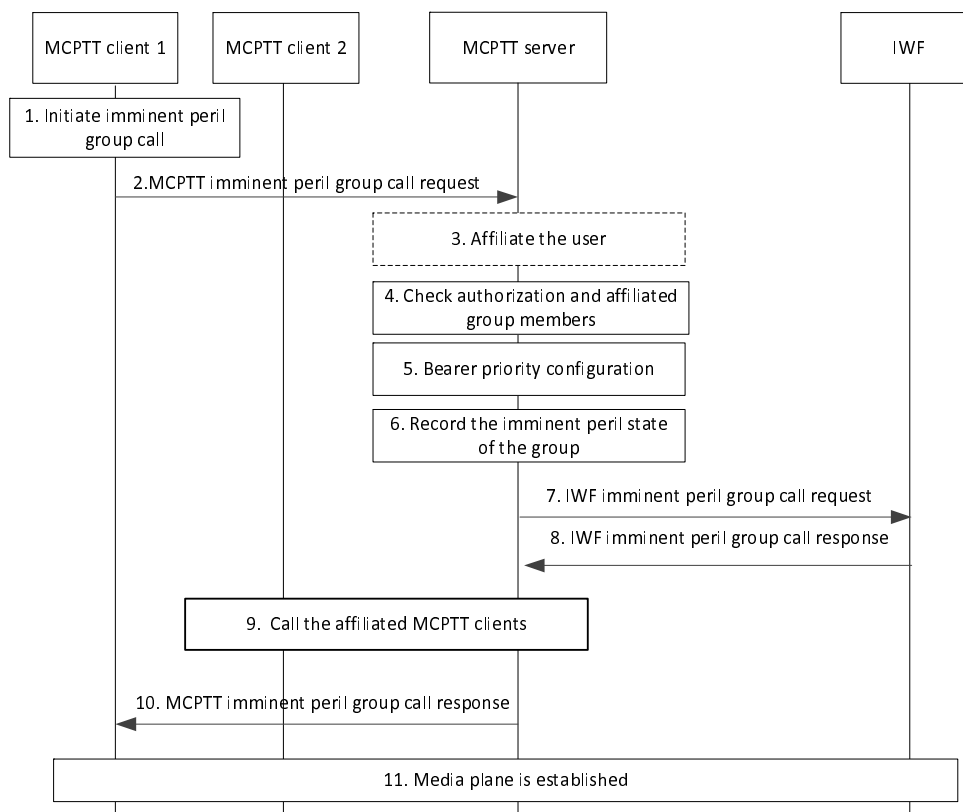 MCPTT client 1
MCPTT client 2
MCPTT server
IWF
1. Initiate imminent peril
group call
2.MCPTT imminent peril group call request
3. Affiliate the user
4. Check authorization and affiliated
group members
5. Bearer priority configuration
6. Record the imminent peril state
of the group
7. IWF imminent peril group call request
8. IWF imminent peril group call response
9. Call the affiliated MCPTT clients
10. MCPTT imminent peril group call response
11. Media plane is established